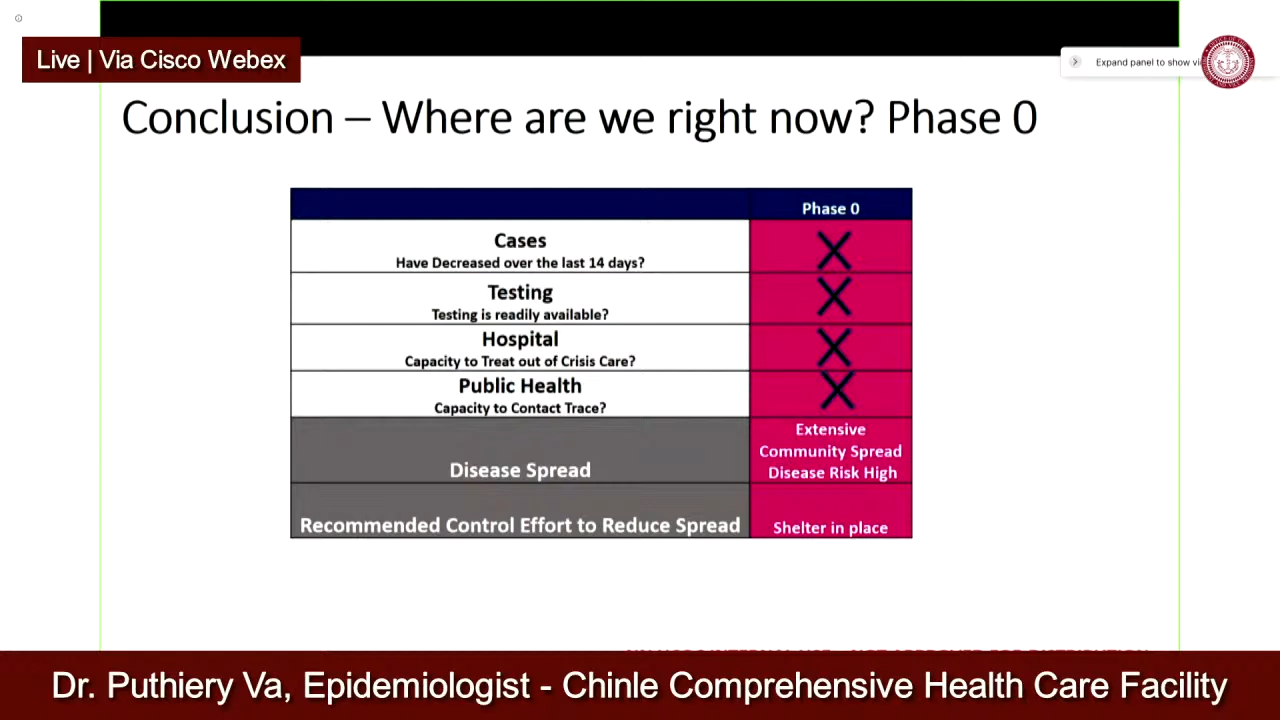 Live | Via Cisco Webex
Expand panel to show
Conclusion – Where are we right now? Phase 0
Phase 0
Cases
Have Decreased over the last 14 days?
X
Testing
Testing is readily available?
X
Hospital
Capacity to Treat out of Crisis Care?
X
Public Health
Capacity to Contact Trace?
X
Disease Spread
Extensive
Community Spread
Disease Risk High
Recommended Control Effort to Reduce Spread
Shelter in place
Dr. Puthiery Va, Epidemiologist - Chinle Comprehensive Health Care Facility